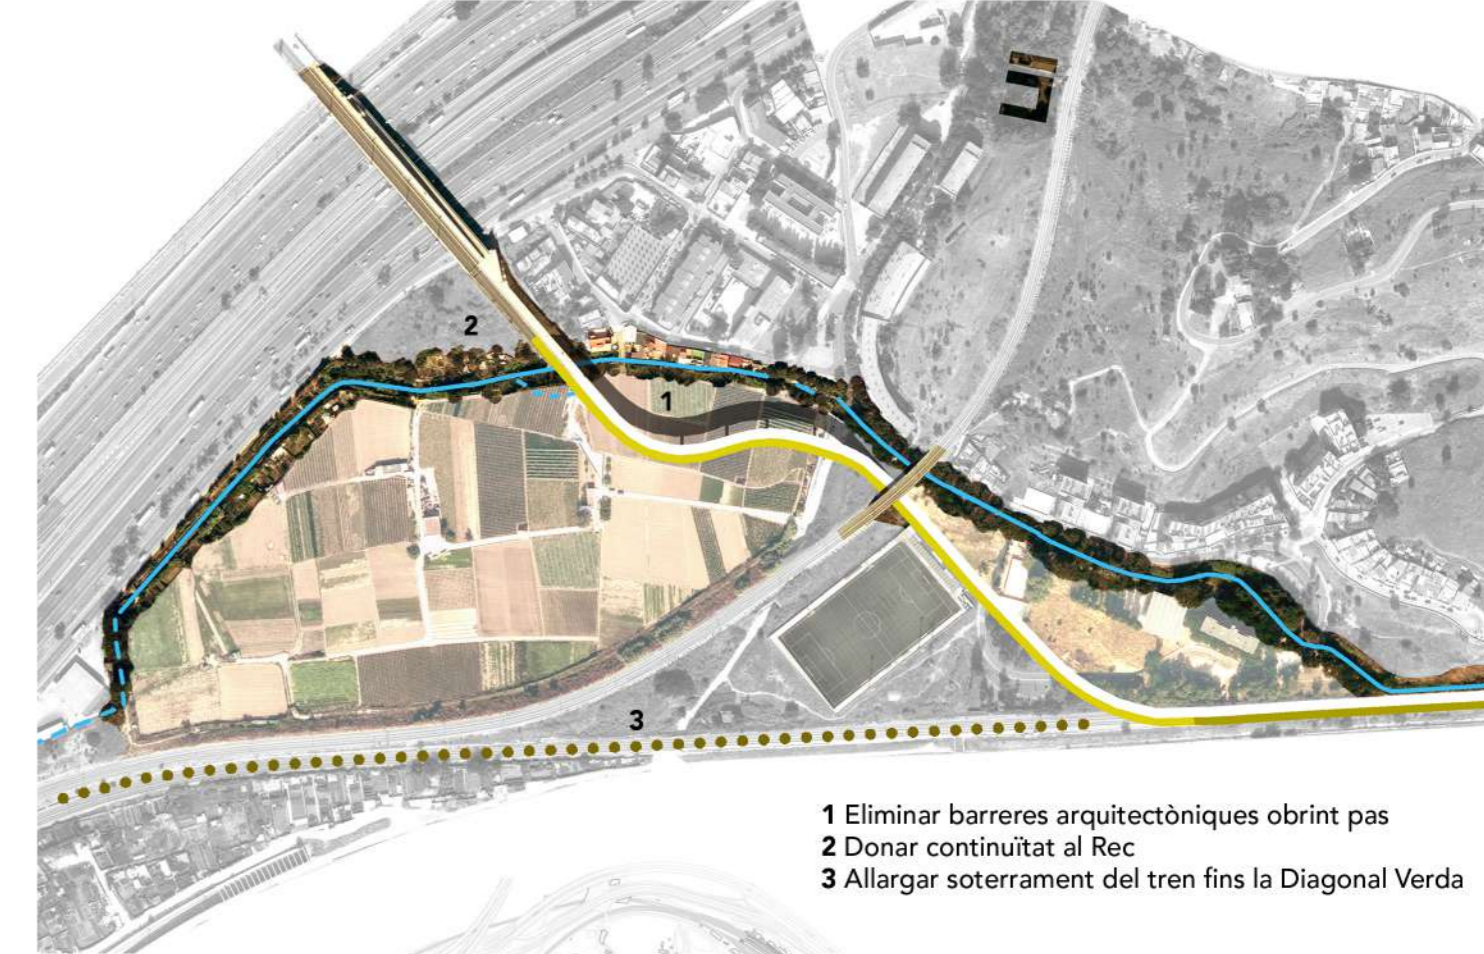 2
1
3
1 Eliminar barreres arquitectòniques obrint pas
2 Donar continuïtat al Rec
3 Allargar soterrament del tren fins la Diagonal Verda